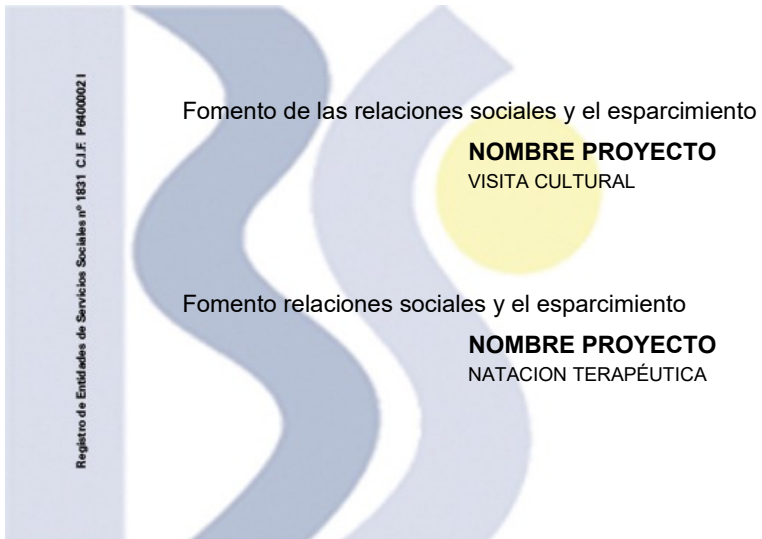 Registro de Entidades de Servicios Sociales nº 1831 C.I.F. P6400002 I
Fomento de las relaciones sociales y el esparcimiento
NOMBRE PROYECTO
VISITA CULTURAL
Fomento relaciones sociales y el esparcimiento
NOMBRE PROYECTO
NATACION TERAPÉUTICA